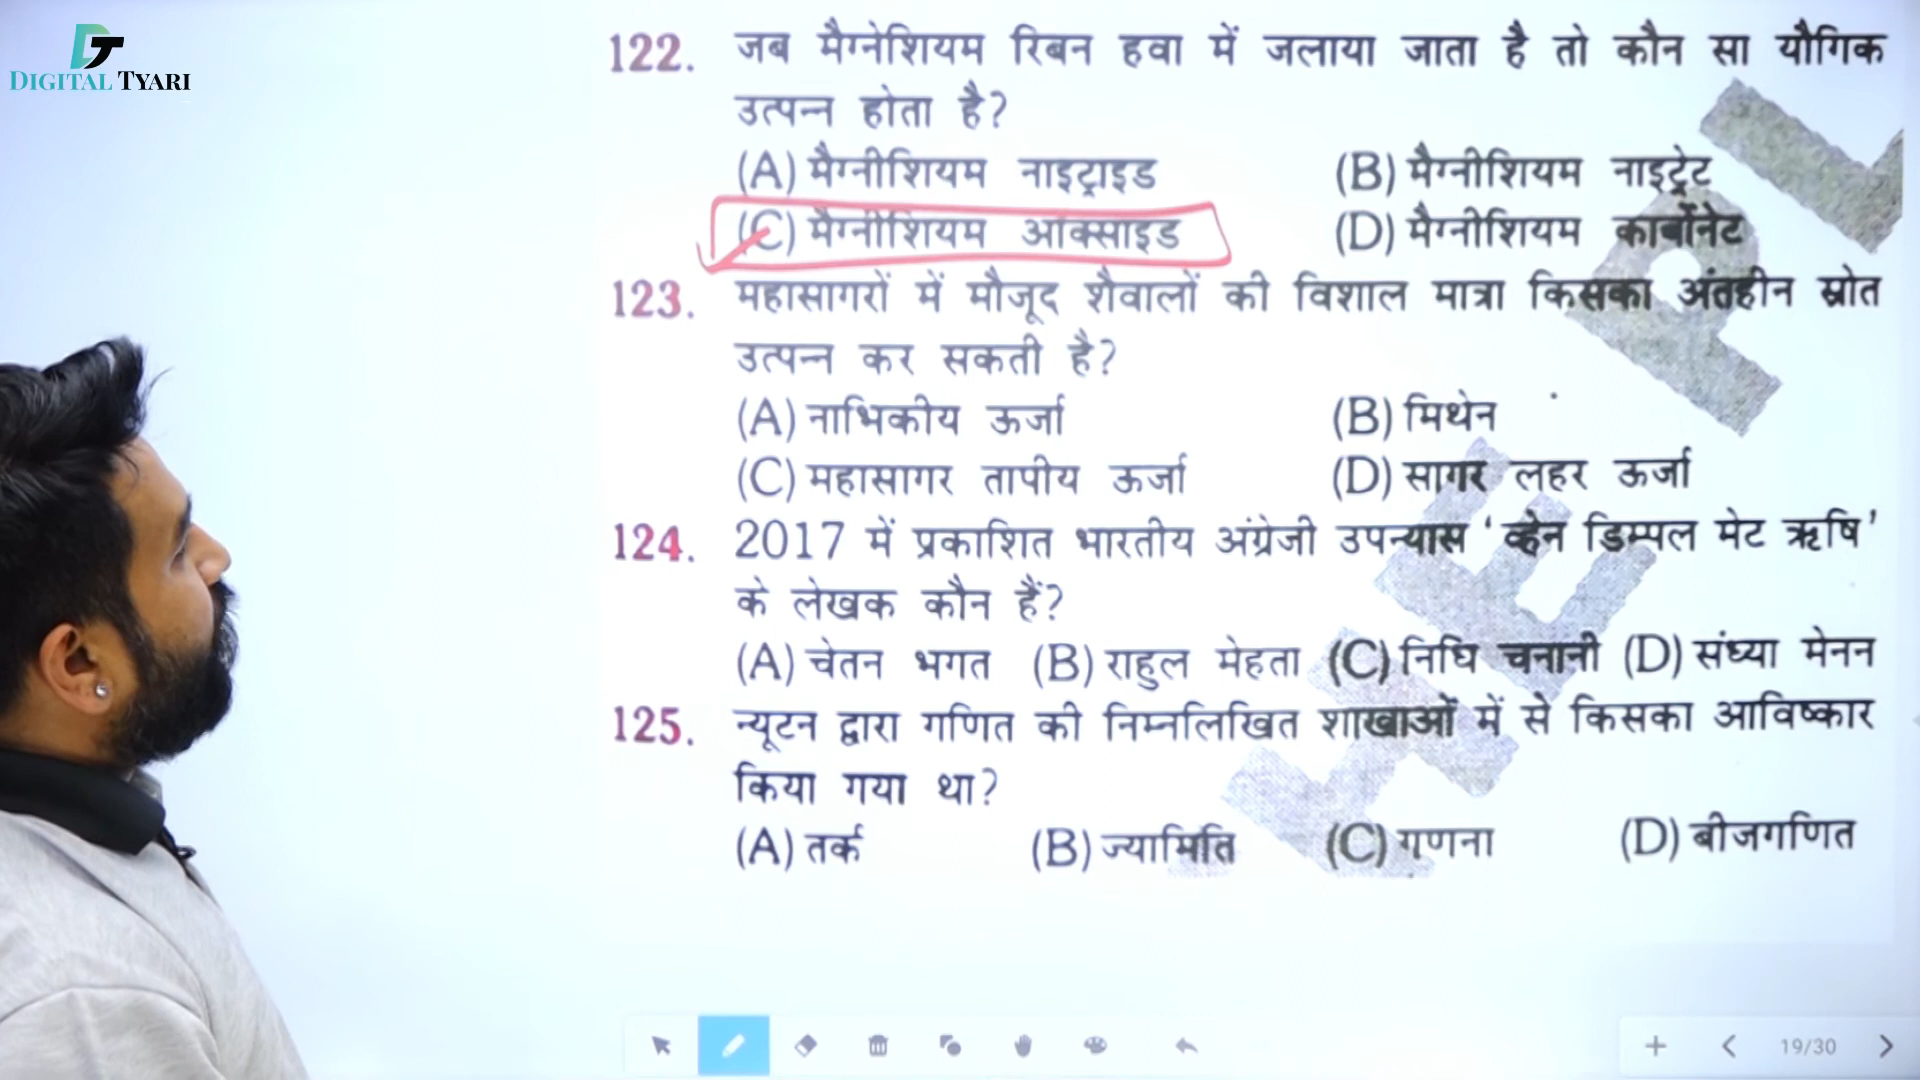 DIGITAL TYARI
122. जब मैग्नेशियम रिबन हवा में जलाया जाता है तो कौन सा यौगिक
उत्पन्न होता है?
(A) मैग्नीशियम नाइट्राइड (B) मैग्नीशियम नाइट्रेट
(C) मैग्नीशियम ऑक्साइड (D) मैग्नीशियम कार्बोनेट
123. महासागरों में मौजूद शैवालों की विशाल मात्रा किसका अंतहीन स्रोत
उत्पन्न कर सकती है?
(A) नाभिकीय ऊर्जा (B) मिथेन
(C) महासागर तापीय ऊर्जा (D) सागर लहर ऊर्जा
124. 2017 में प्रकाशित भारतीय अंग्रेजी उपन्यास ‘व्हेन डिम्पल मेट ऋषि’
के लेखक कौन हैं?
(A) चेतन भगत (B) राहुल मेहता (C) निधि चनानी (D) संध्या मेनन
125. न्यूटन द्वारा गणित की निम्नलिखित शाखाओं में से किसका आविष्कार
किया गया था?
(A) तर्क (B) ज्यामिति (C) गणना (D) बीजगणित
19/30